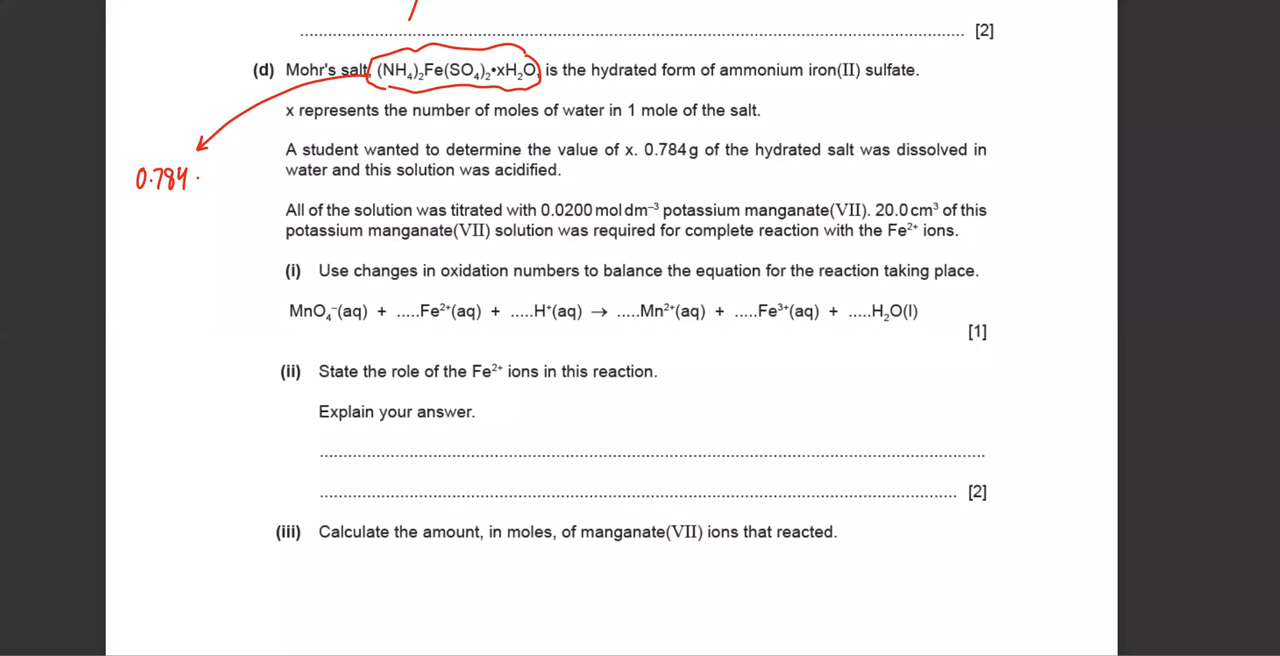 [2]
(d) Mohr's salt, (NH₄)₂Fe(SO₄)₂•xH₂O, is the hydrated form of ammonium iron(II) sulfate.
x represents the number of moles of water in 1 mole of the salt.
A student wanted to determine the value of x. 0.784 g of the hydrated salt was dissolved in
0.784.
water and this solution was acidified.
All of the solution was titrated with 0.0200 mol dm⁻³ potassium manganate(VII). 20.0 cm³ of this
potassium manganate(VII) solution was required for complete reaction with the Fe²⁺ ions.
(i) Use changes in oxidation numbers to balance the equation for the reaction taking place.
MnO₄⁻(aq) + .....Fe²⁺(aq) + .....H⁺(aq) → .....Mn²⁺(aq) + .....Fe³⁺(aq) + .....H₂O(l)
[1]
(ii) State the role of the Fe²⁺ ions in this reaction.
Explain your answer.
[2]
(iii) Calculate the amount, in moles, of manganate(VII) ions that reacted.